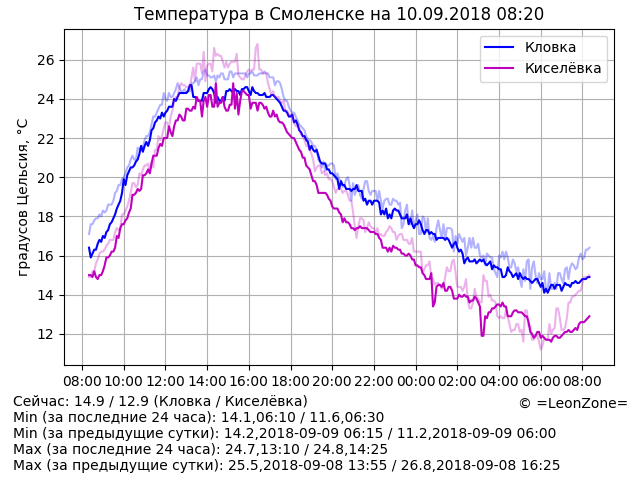 Температура в Смоленске на 10.09.2018 08:20
Кловка
Киселёвка
градусов Цельсия, °C
26
24
22
20
18
16
14
12
08:00 10:00 12:00 14:00 16:00 18:00 20:00 22:00 00:00 02:00 04:00 06:00 08:00
Сейчас: 14.9 / 12.9 (Кловка / Киселёвка)
© =LeonZone=
Min (за последние 24 часа): 14.1,06:10 / 11.6,06:30
Min (за предыдущие сутки): 14.2,2018-09-09 06:15 / 11.2,2018-09-09 06:00
Max (за последние 24 часа): 24.7,13:10 / 24.8,14:25
Max (за предыдущие сутки): 25.5,2018-09-08 13:55 / 26.8,2018-09-08 16:25